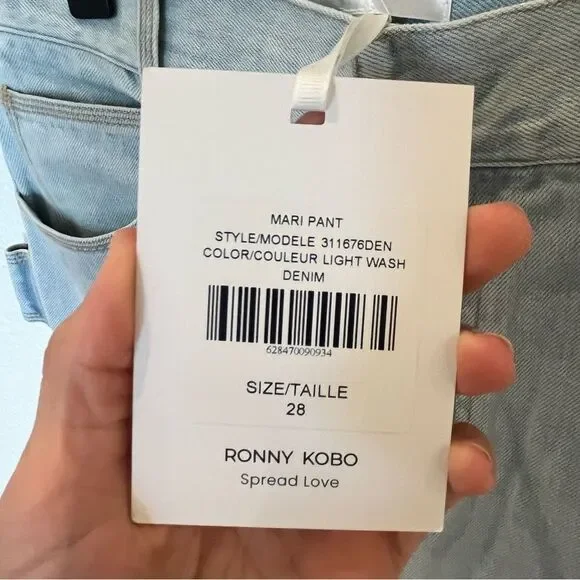 MARI PANT
STYLE/MODELE 311676DEN
COLOR/COULEUR LIGHT WASH
DENIM
628470090934
SIZE/TAILLE
28
RONNY KOBO
Spread Love